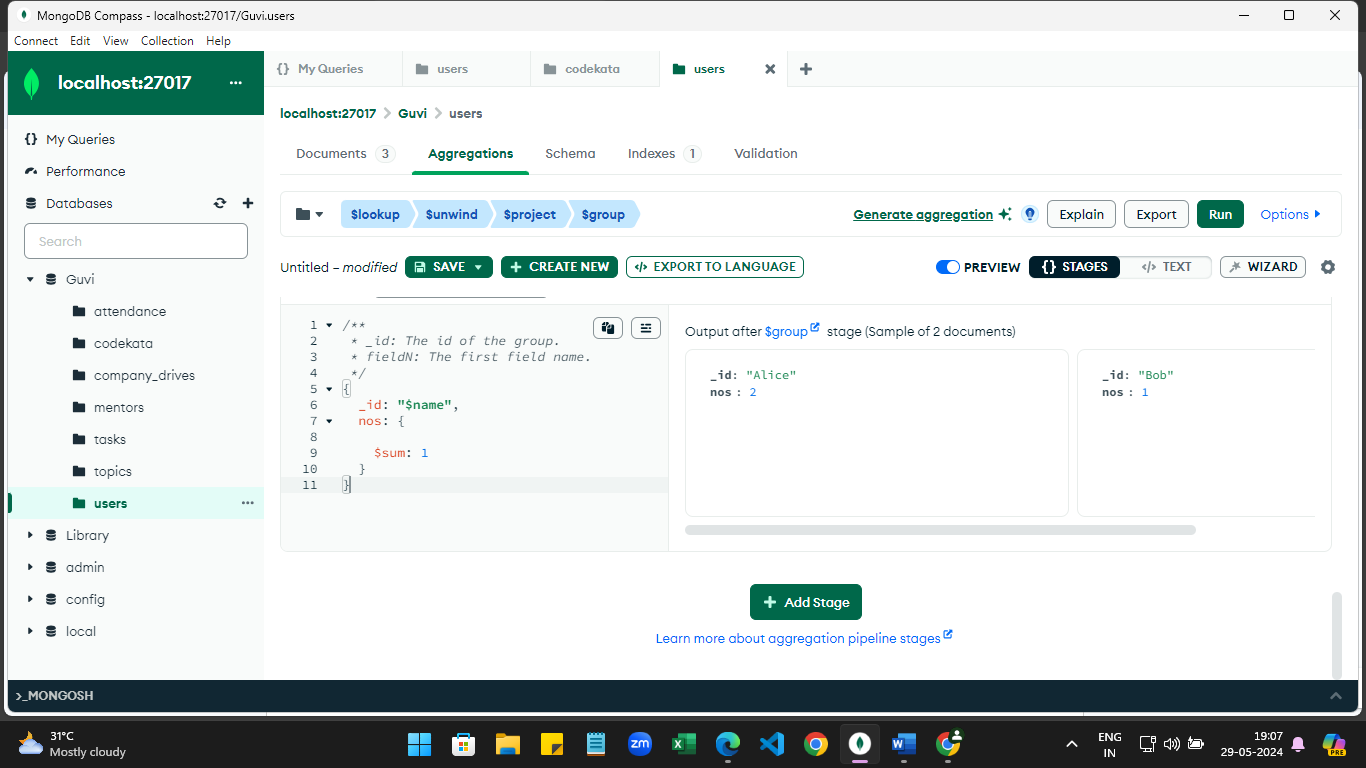 MongoDB Compass - localhost:27017/Guvi.users
Connect Edit View Collection Help
localhost:27017 ···
My Queries
Performance
Databases
Search
Guvi
attendance
codekata
company_drives
mentors
tasks
topics
users ···
Library
admin
config
local
{} My Queries users codekata users
localhost:27017 > Guvi > users
Documents 3 Aggregations Schema Indexes 1 Validation
$lookup $unwind $project $group Generate aggregation Explain Export Run Options
Untitled – modified SAVE + CREATE NEW </> EXPORT TO LANGUAGE PREVIEW {} STAGES </> TEXT WIZARD
1 /**
2 * _id: The id of the group.
3 * fieldN: The first field name.
4 */
5 {
6 _id: "$name",
7 nos: {
8
9 $sum: 1
10 }
11 }
Output after $group stage (Sample of 2 documents)
_id: "Alice"
nos : 2
_id: "Bob"
nos : 1
+ Add Stage
Learn more about aggregation pipeline stages
>_MONGOSH
31°C
Mostly cloudy
zm
ENG
IN
19:07
29-05-2024
PRE